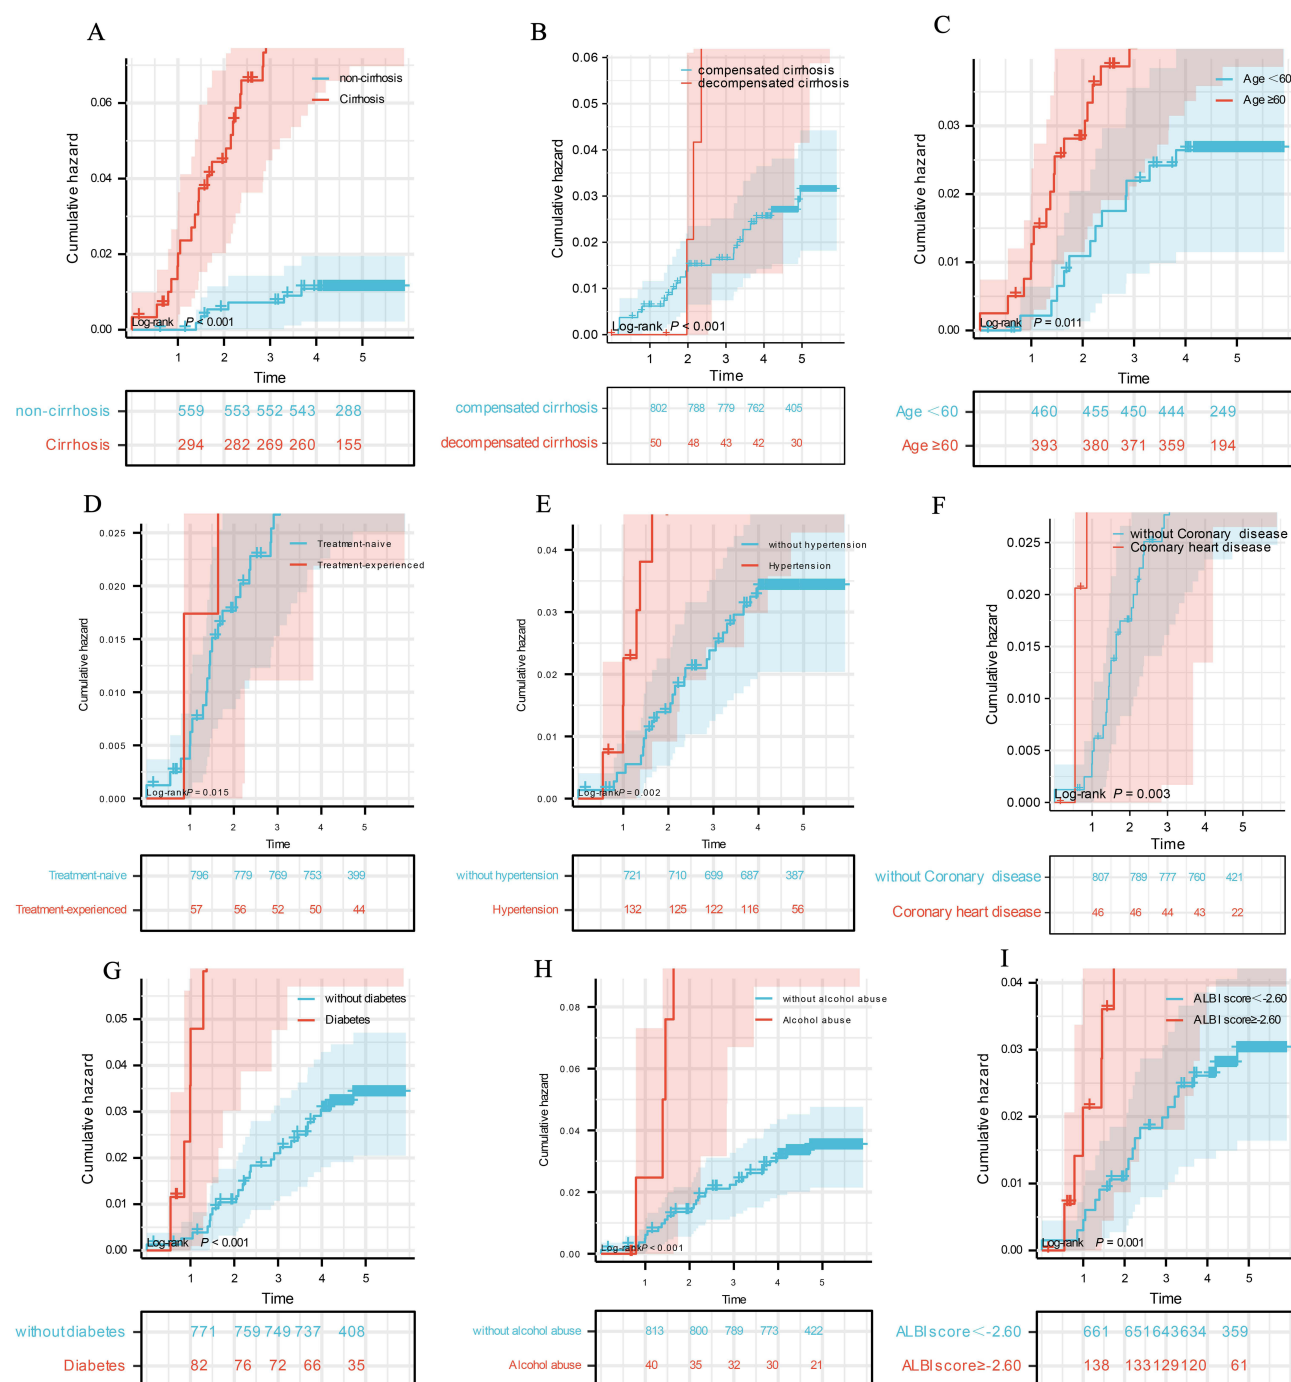 A
non-cirrhosis
Cirrhosis
Cumulative hazard
0.06
0.04
0.02
0.00
Log-rank P < 0.001
1 2 3 4 5
Time
non-cirrhosis 559 553 552 543 288
Cirrhosis 294 282 269 260 155
B
compensated cirrhosis
decompensated cirrhosis
Cumulative hazard
0.06
0.05
0.04
0.03
0.02
0.01
0.00
Log-rank P < 0.001
1 2 3 4 5
Time
compensated cirrhosis 802 788 779 762 405
decompensated cirrhosis 50 48 43 42 30
C
Age <60
Age ≥60
Cumulative hazard
0.03
0.02
0.01
0.00
Log-rank P = 0.011
1 2 3 4 5
Time
Age <60 460 455 450 444 249
Age ≥60 393 380 371 359 194
D
Treatment-naive
Treatment-experienced
Cumulative hazard
0.025
0.020
0.015
0.010
0.005
0.000
Log-rank P = 0.015
1 2 3 4 5
Time
Treatment-naive 796 779 769 753 399
Treatment-experienced 57 56 52 50 44
E
without hypertension
Hypertension
Cumulative hazard
0.04
0.03
0.02
0.01
0.00
Log-rank P = 0.002
1 2 3 4 5
Time
without hypertension 721 710 699 687 387
Hypertension 132 125 122 116 56
F
without Coronary disease
Coronary heart disease
Cumulative hazard
0.025
0.020
0.015
0.010
0.005
0.000
Log-rank P = 0.003
1 2 3 4 5
Time
without Coronary disease 807 789 777 760 421
Coronary heart disease 46 46 44 43 22
G
without diabetes
Diabetes
Cumulative hazard
0.05
0.04
0.03
0.02
0.01
0.00
Log-rank P < 0.001
1 2 3 4 5
Time
without diabetes 771 759 749 737 408
Diabetes 82 76 72 66 35
H
without alcohol abuse
Alcohol abuse
Cumulative hazard
0.08
0.06
0.04
0.02
0.00
Log-rank P < 0.001
1 2 3 4 5
Time
without alcohol abuse 813 800 789 773 422
Alcohol abuse 40 35 32 30 21
I
ALBI score<-2.60
ALBI score≥-2.60
Cumulative hazard
0.04
0.03
0.02
0.01
0.00
Log-rank P = 0.001
1 2 3 4 5
Time
ALBI score<-2.60 661 651 643 634 359
ALBI score≥-2.60 138 133 129 120 61